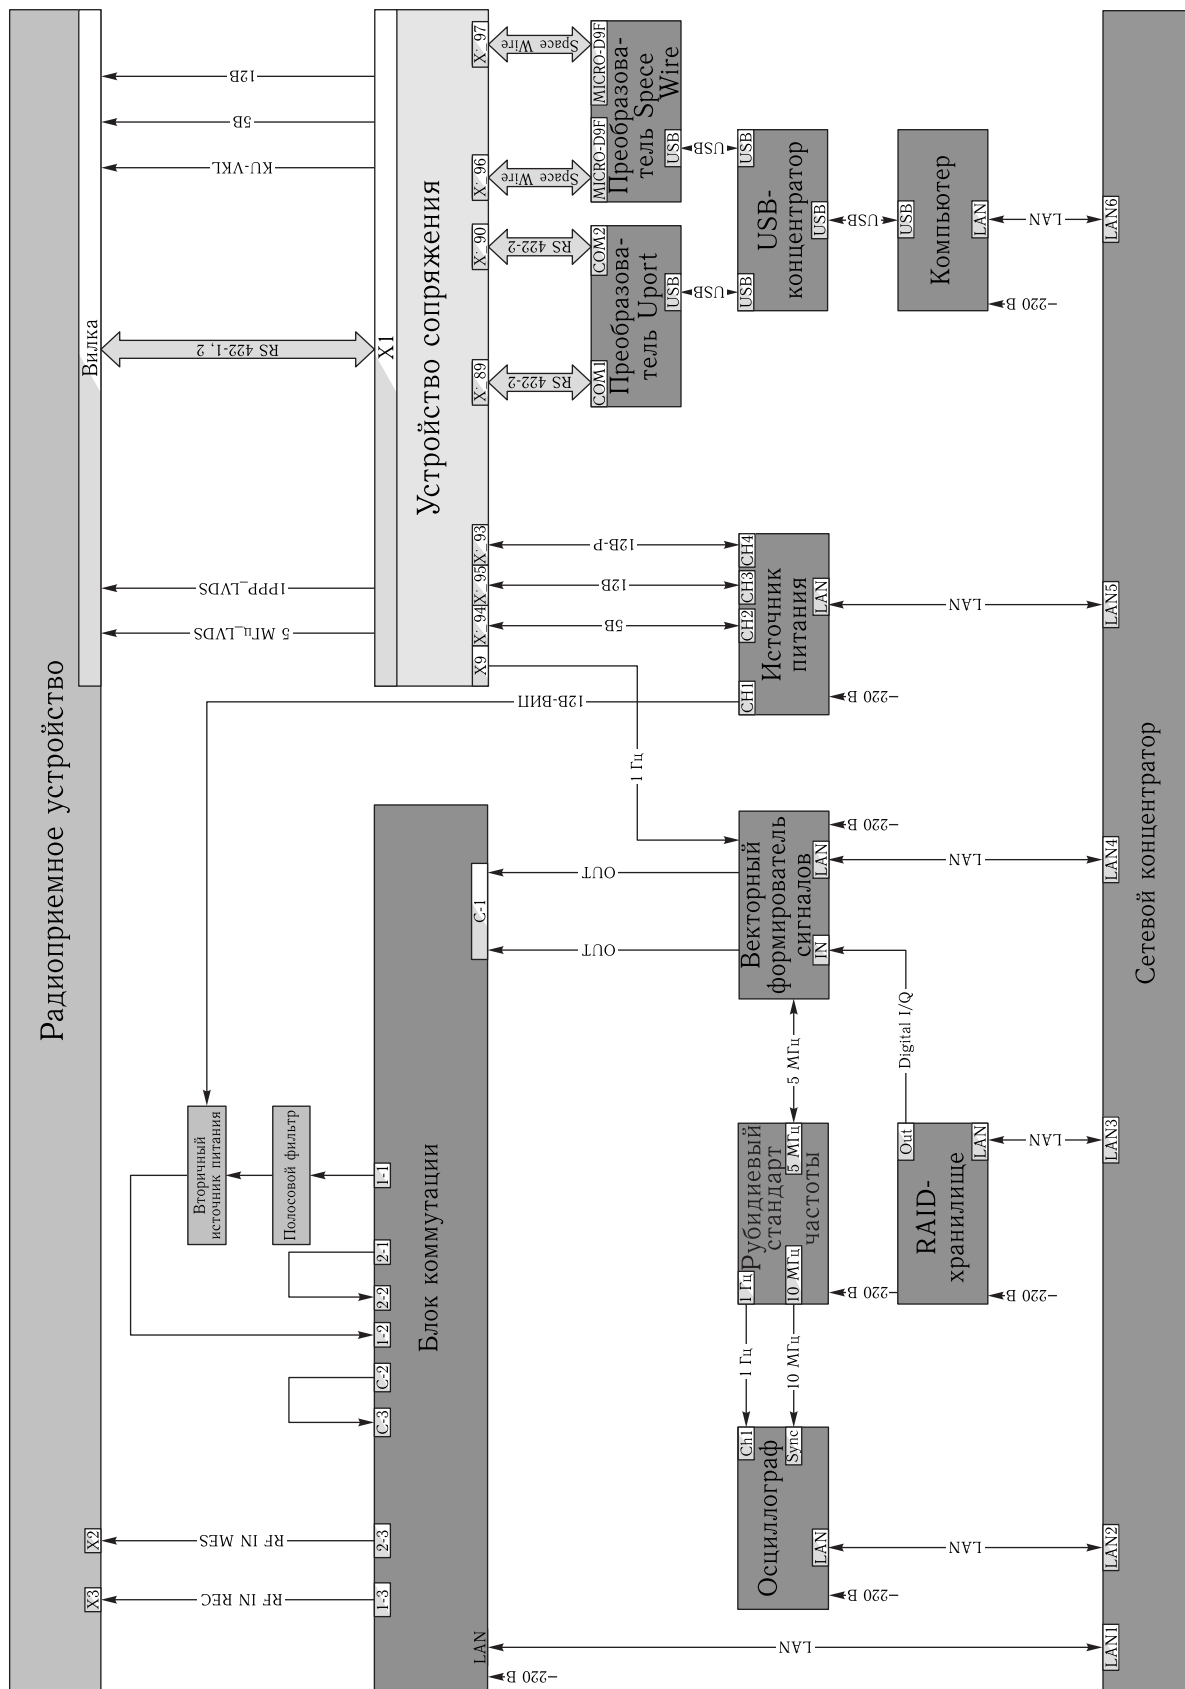 Радиоприемное устройство
Вилка
X2
X3
12В
5В
KU-VKL
RS 422-1, 2
1PPP_LVDS
5 МГц_LVDS
RF IN MES
RF IN REC
Устройство сопряжения
X1
X_97
X_96
X_90
X_89
X_93
X_95
X_94
X9
Space Wire
Space Wire
RS 422-2
RS 422-2
12В-Р
12В
5В
12В-ВИП
1 Гц
Преобразова-
тель Spece
Wire
MICRO-D9F
MICRO-D9F
USB
Преобразова-
тель Uport
COM2
COM1
USB
USB
USB
USB-
концентратор
USB
USB
USB
USB
Компьютер
USB
LAN
LAN
~220 В
Источник
питания
CH4
CH3
CH2
CH1
LAN
LAN
~220 В
Векторный
формирователь
сигналов
LAN
IN
LAN
~220 В
OUT
OUT
5 МГц
Digital I/Q
Вторичный
источник питания
Полосовой фильтр
Блок коммутации
C-1
1-1
2-1
2-2
1-2
C-2
C-3
2-3
1-3
LAN
LAN
~220 В
Рубидиевый
стандарт
частоты
5 МГц
1 Гц
10 МГц
~220 В
1 Гц
10 МГц
RAID-
хранилище
Out
LAN
LAN
~220 В
Осциллограф
Ch1
Sync
LAN
LAN
~220 В
Сетевой концентратор
LAN6
LAN5
LAN4
LAN3
LAN2
LAN1